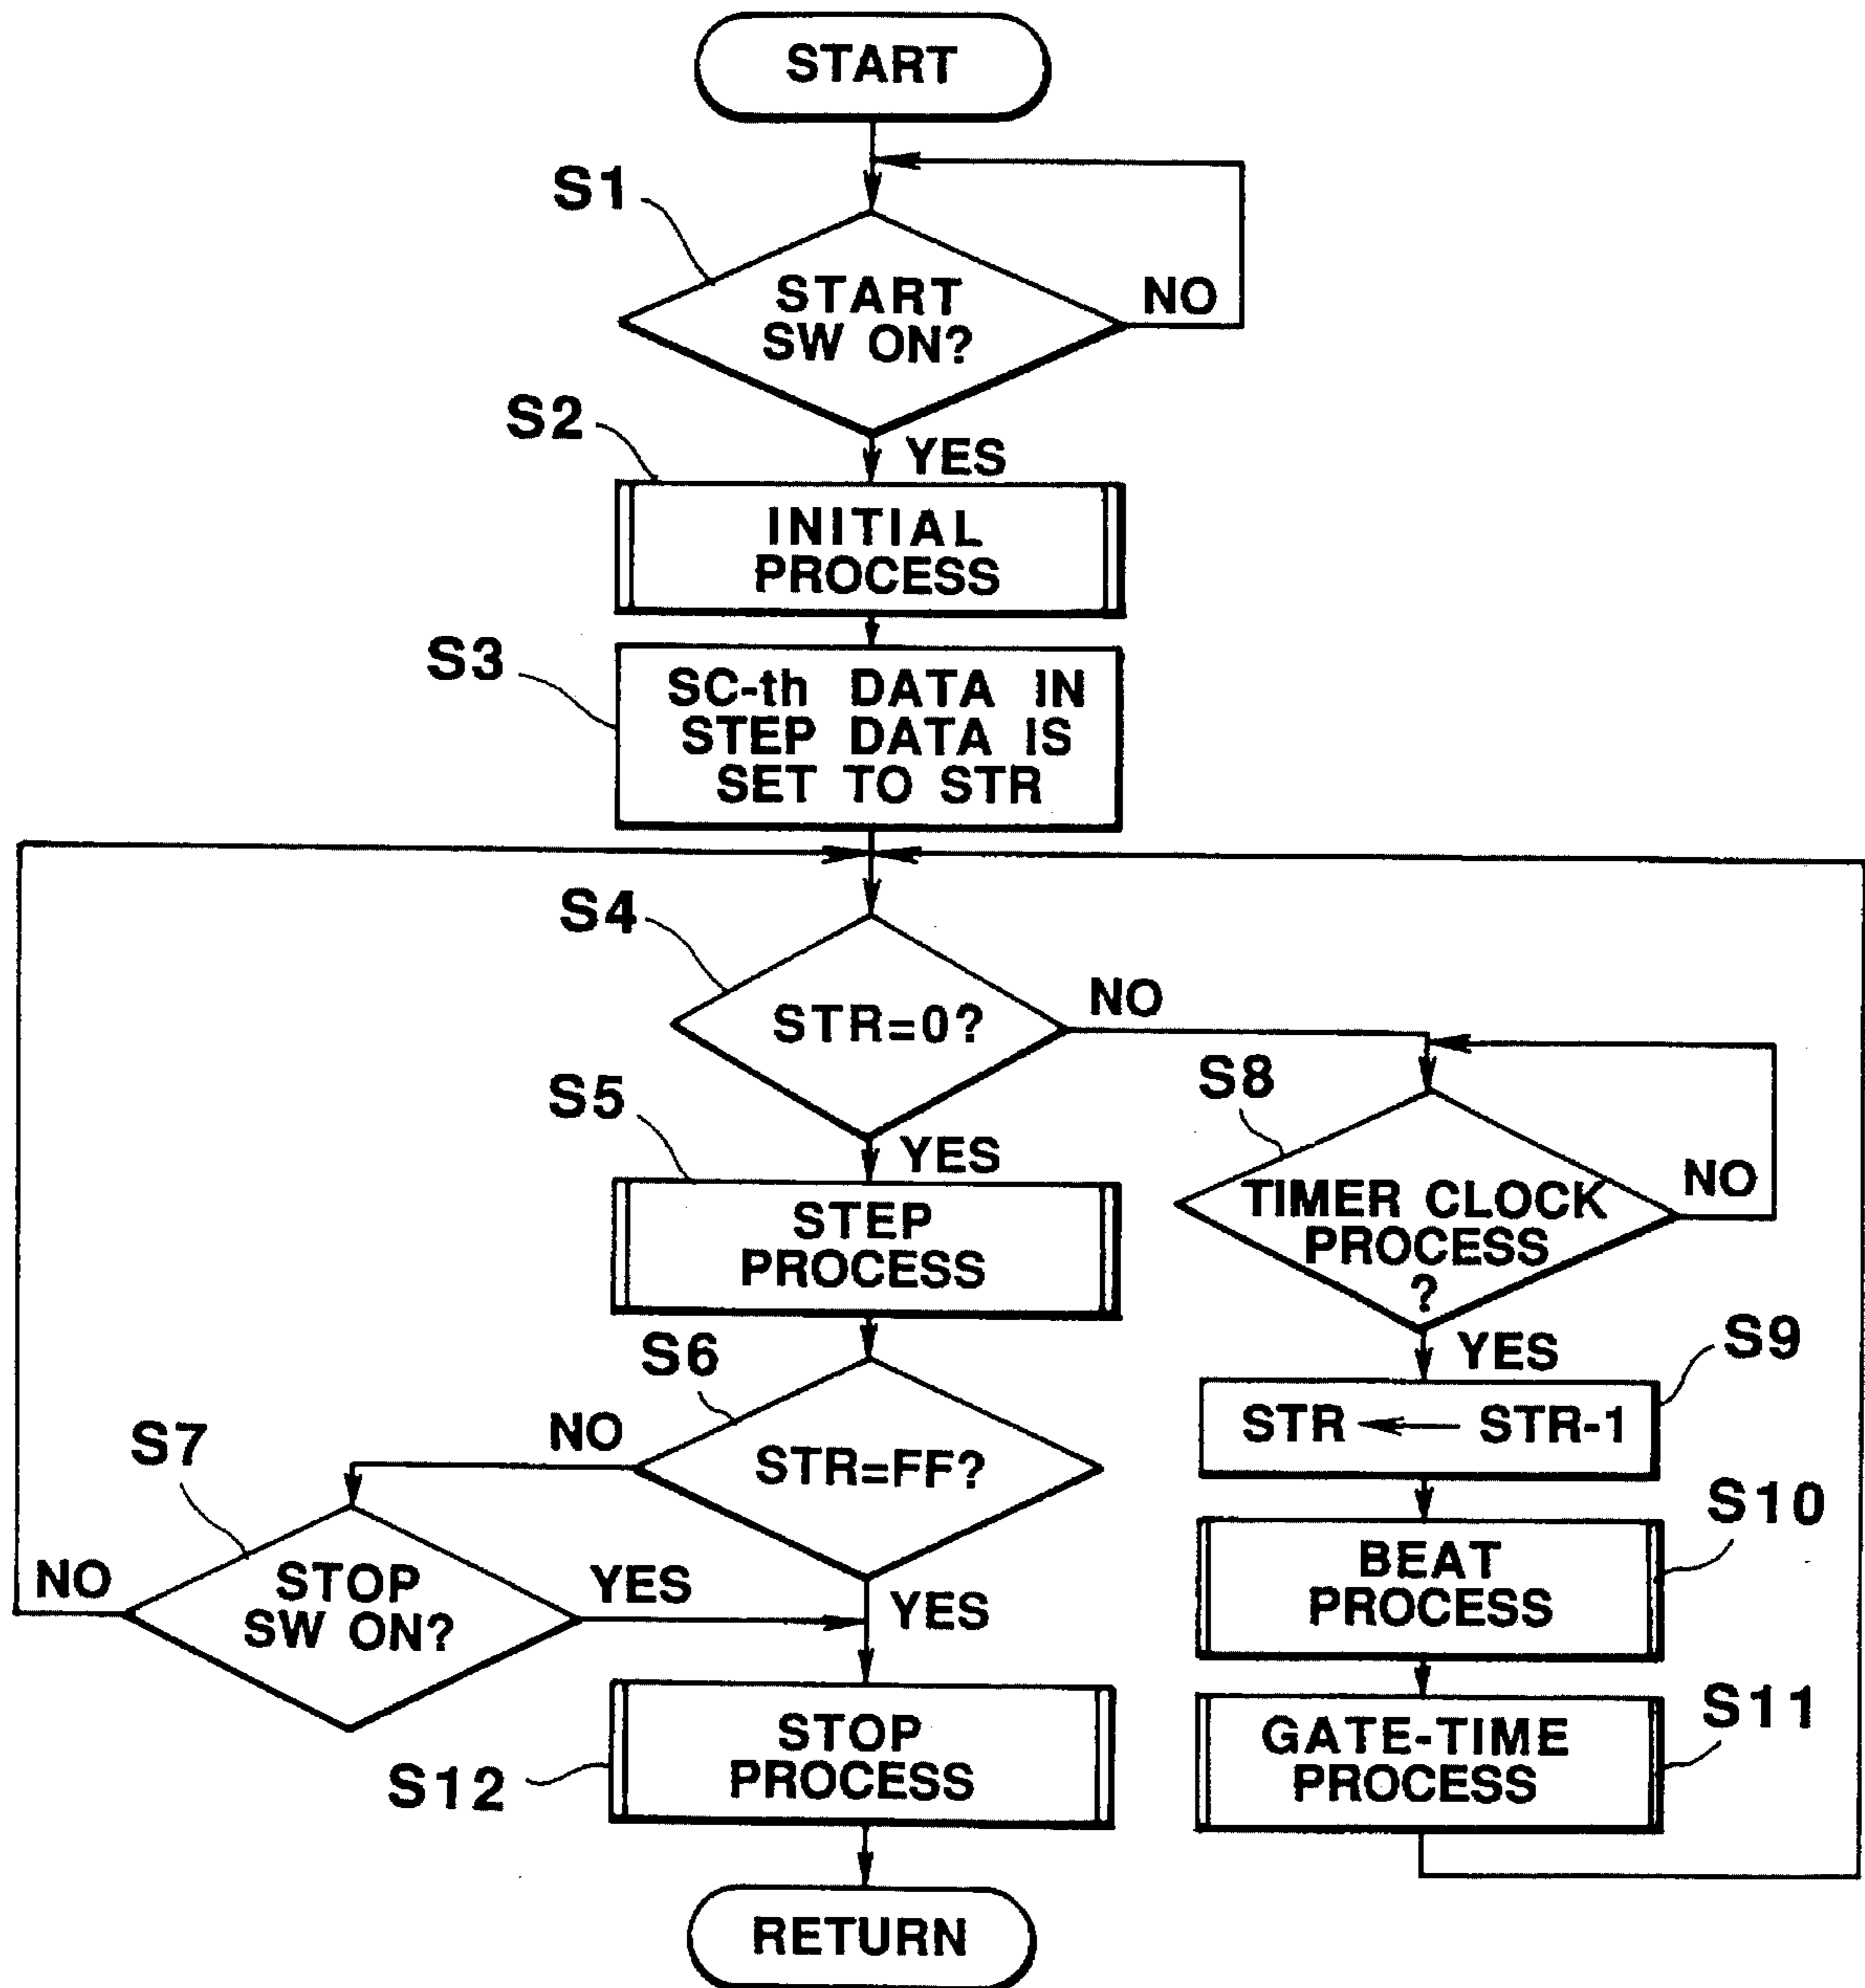 START
S1
START
SW ON?
NO
S2
YES
INITIAL
PROCESS
S3
SC-th DATA IN
STEP DATA IS
SET TO STR
S4
STR=0?
NO
S5
YES
STEP
PROCESS
S8
TIMER CLOCK
PROCESS
?
NO
S6
STR=FF?
NO
YES
S9
STR ← STR-1
S7
STOP
SW ON?
NO
YES
YES
S10
BEAT
PROCESS
S12
STOP
PROCESS
S11
GATE-TIME
PROCESS
RETURN